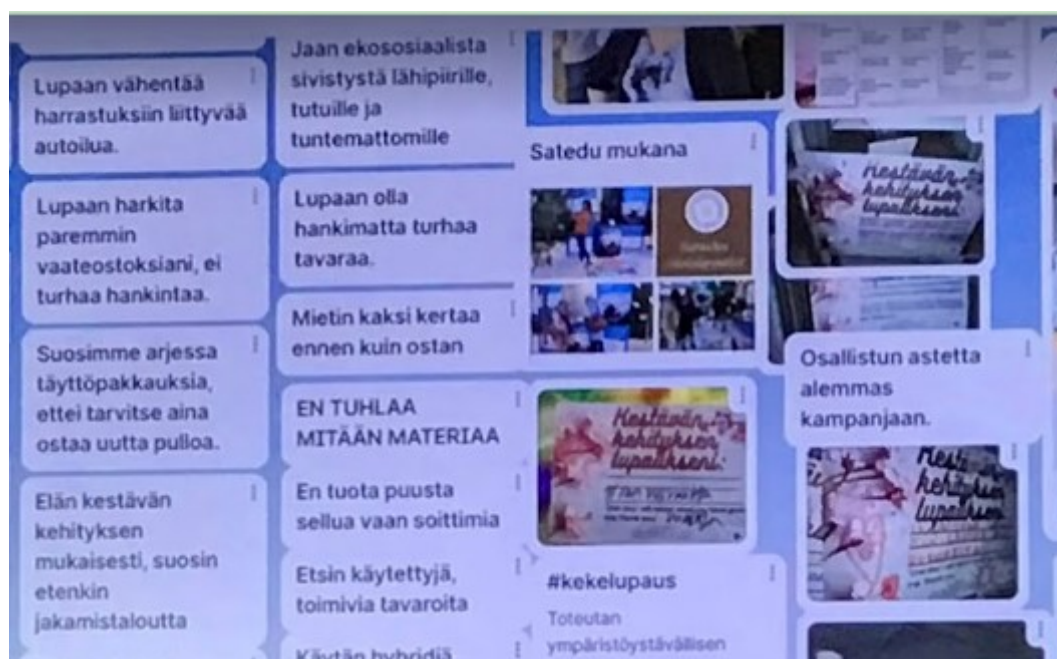 Lupaan vähentää
harrastuksiin liittyvää
autoilua.
Lupaan harkita
paremmin
vaateostoksiani, ei
turhaa hankintaa.
Suosimme arjessa
täyttöpakkauksia,
ettei tarvitse aina
ostaa uutta pulloa.
Elän kestävän
kehityksen
mukaisesti, suosin
etenkin
jakamistaloutta
Jaan ekososiaalista
sivistystä lähipiirille,
tutuille ja
tuntemattomille
Lupaan olla
hankimatta turhaa
tavaraa.
Mietin kaksi kertaa
ennen kuin ostan
EN TUHLAA
MITÄÄN MATERIAA
En tuota puusta
sellua vaan soittimia
Etsin käytettyjä,
toimivia tavaroita
Käytän hybridiä
Satedu mukana
Kestävän
kehityksen
lupaukseni:
#kekelupaus
Toteutan
ympäristöystävällisen
Kestävän
kehityksen
lupaukseni:
Osallistun astetta
alemmas
kampanjaan.
Kestävän
kehityksen
lupaukseni